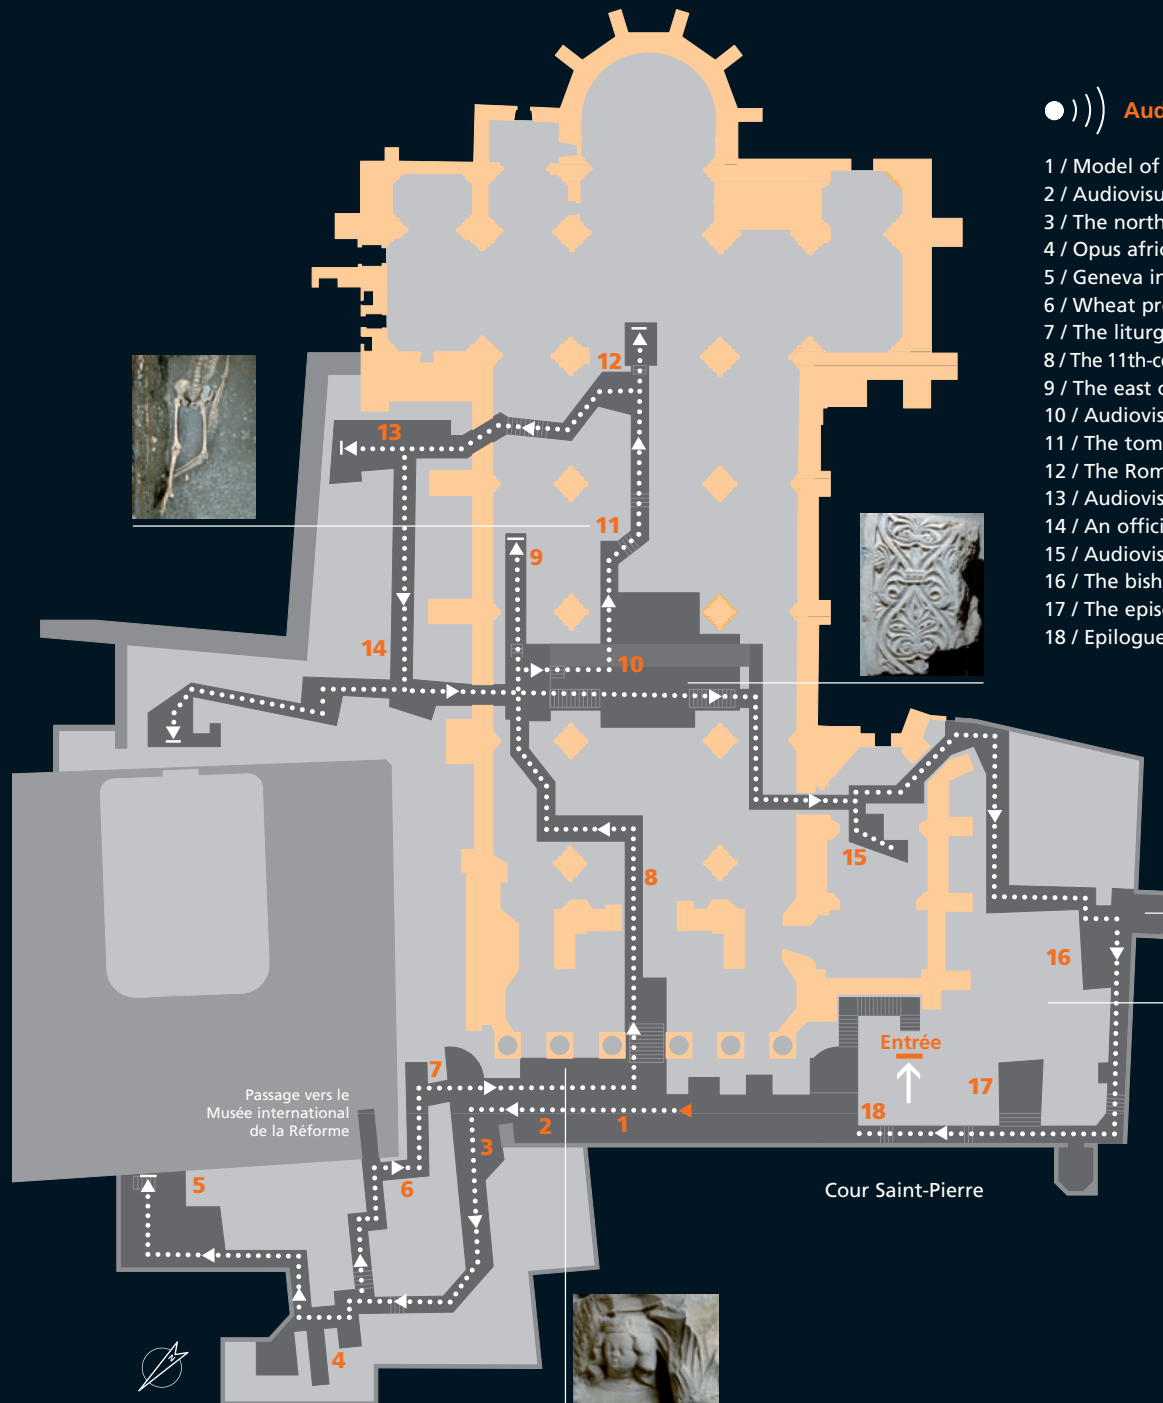 Aud
1 / Model of
2 / Audiovisu
3 / The north
4 / Opus afric
5 / Geneva in
6 / Wheat pro
7 / The liturg
8 / The 11th-ce
9 / The east c
10 / Audiovis
11 / The tom
12 / The Rom
13 / Audiovis
14 / An offici
15 / Audiovis
16 / The bish
17 / The epis
18 / Epilogue
12
13
11
9
14
10
15
8
16
Entrée
17
7
18
Passage vers le
Musée international
de la Réforme
2
1
3
6
5
Cour Saint-Pierre
4
N